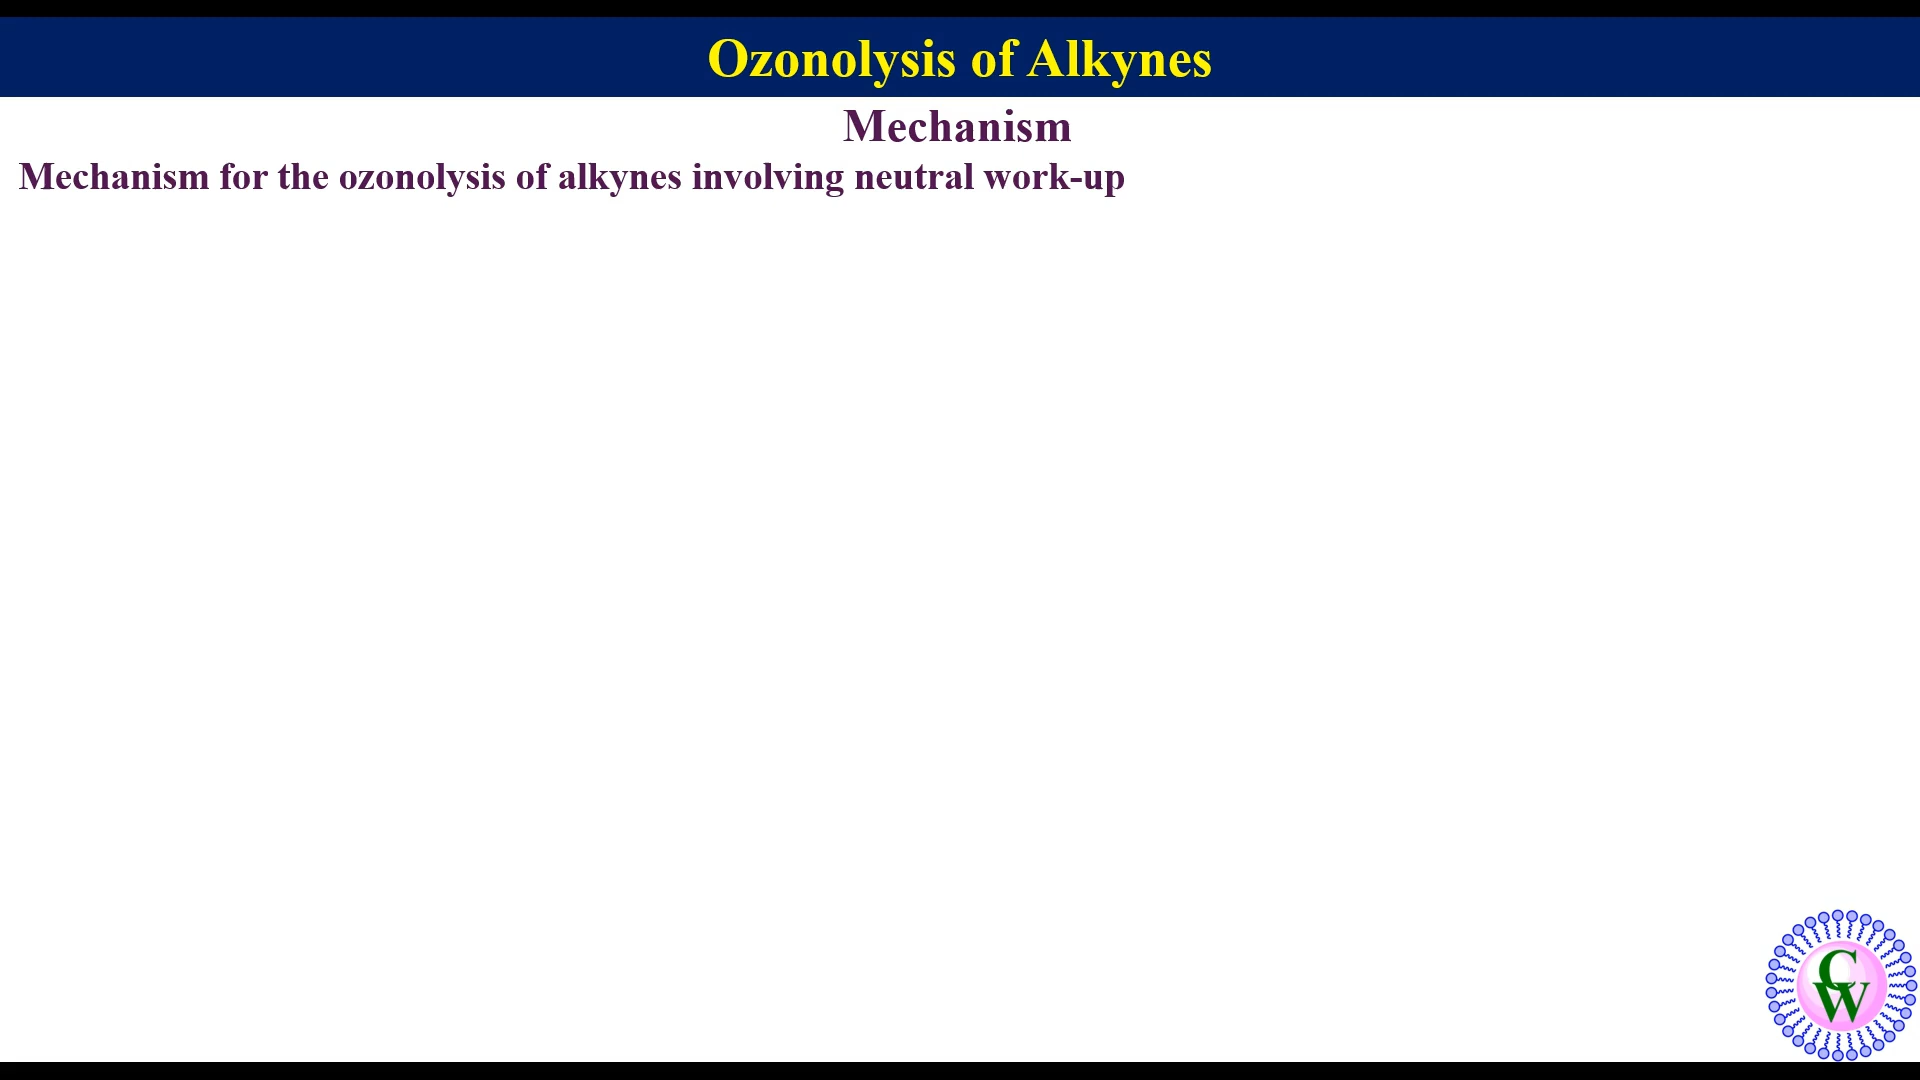 Ozonolysis of Alkynes
Mechanism
Mechanism for the ozonolysis of alkynes involving neutral work-up
C
W